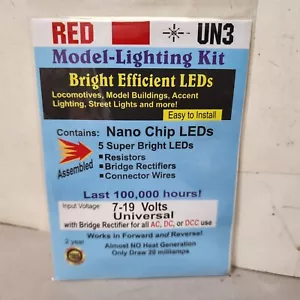 RED UN3
Model-Lighting Kit
Bright Efficient LEDs
Locomotives, Model Buildings, Accent
Lighting, Street Lights and more!
Easy to Install
Contains: Nano Chip LEDs
5 Super Bright LEDs
Assembled
• Resistors
• Bridge Rectifiers
• Connector Wires
Last 100,000 hours!
Input Voltage 7-19 Volts
Universal
with Bridge Rectifier for all AC, DC, or DCC use
Works in Forward and Reverse!
2 year
Almost NO Heat Generation
Only Draw 20 milliamps